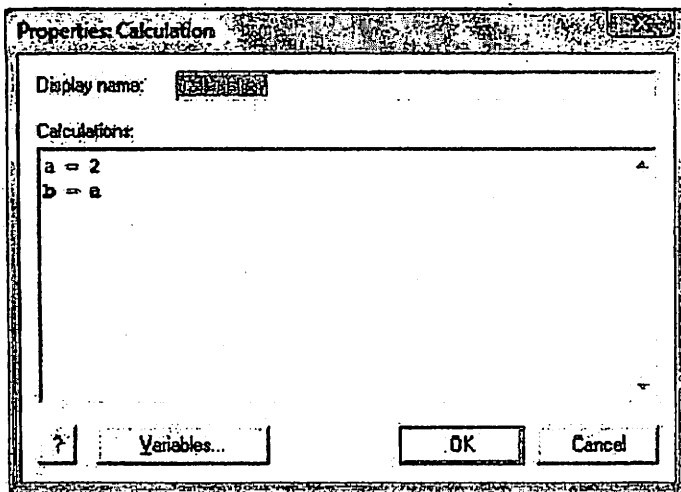 Properties: Calculation
Display name:
Calculations:
a = 2
b = a
? Variables... OK Cancel